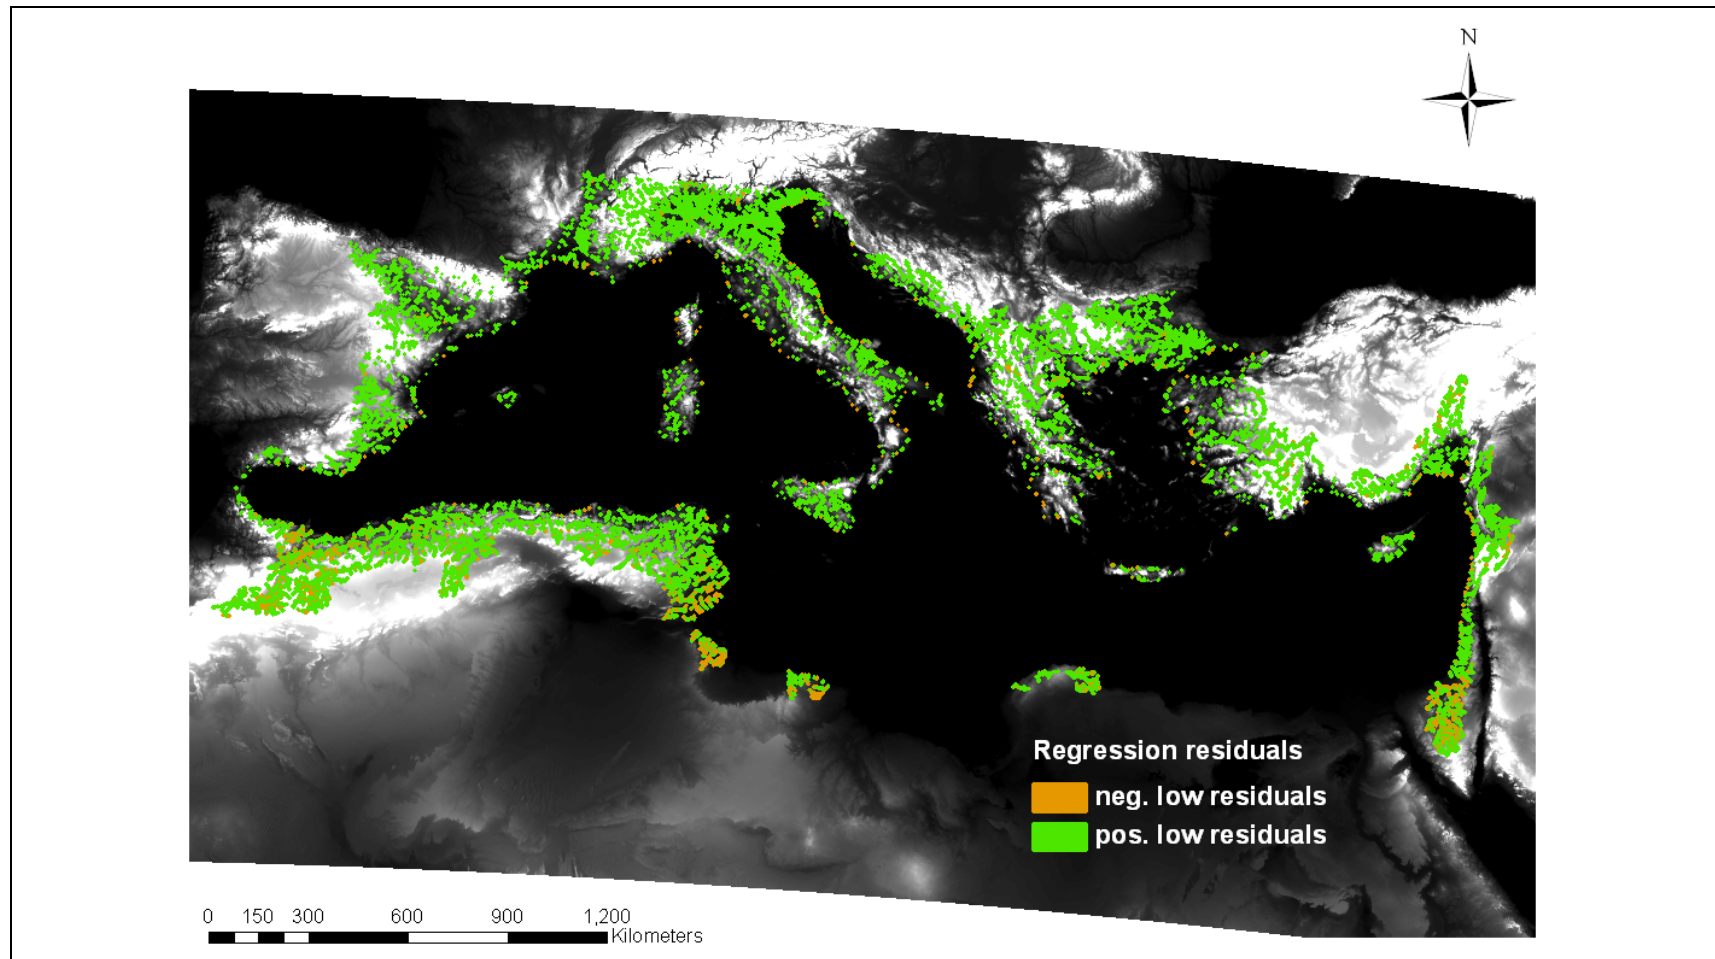 N
Regression residuals
neg. low residuals
pos. low residuals
0 150 300 600 900 1,200
Kilometers